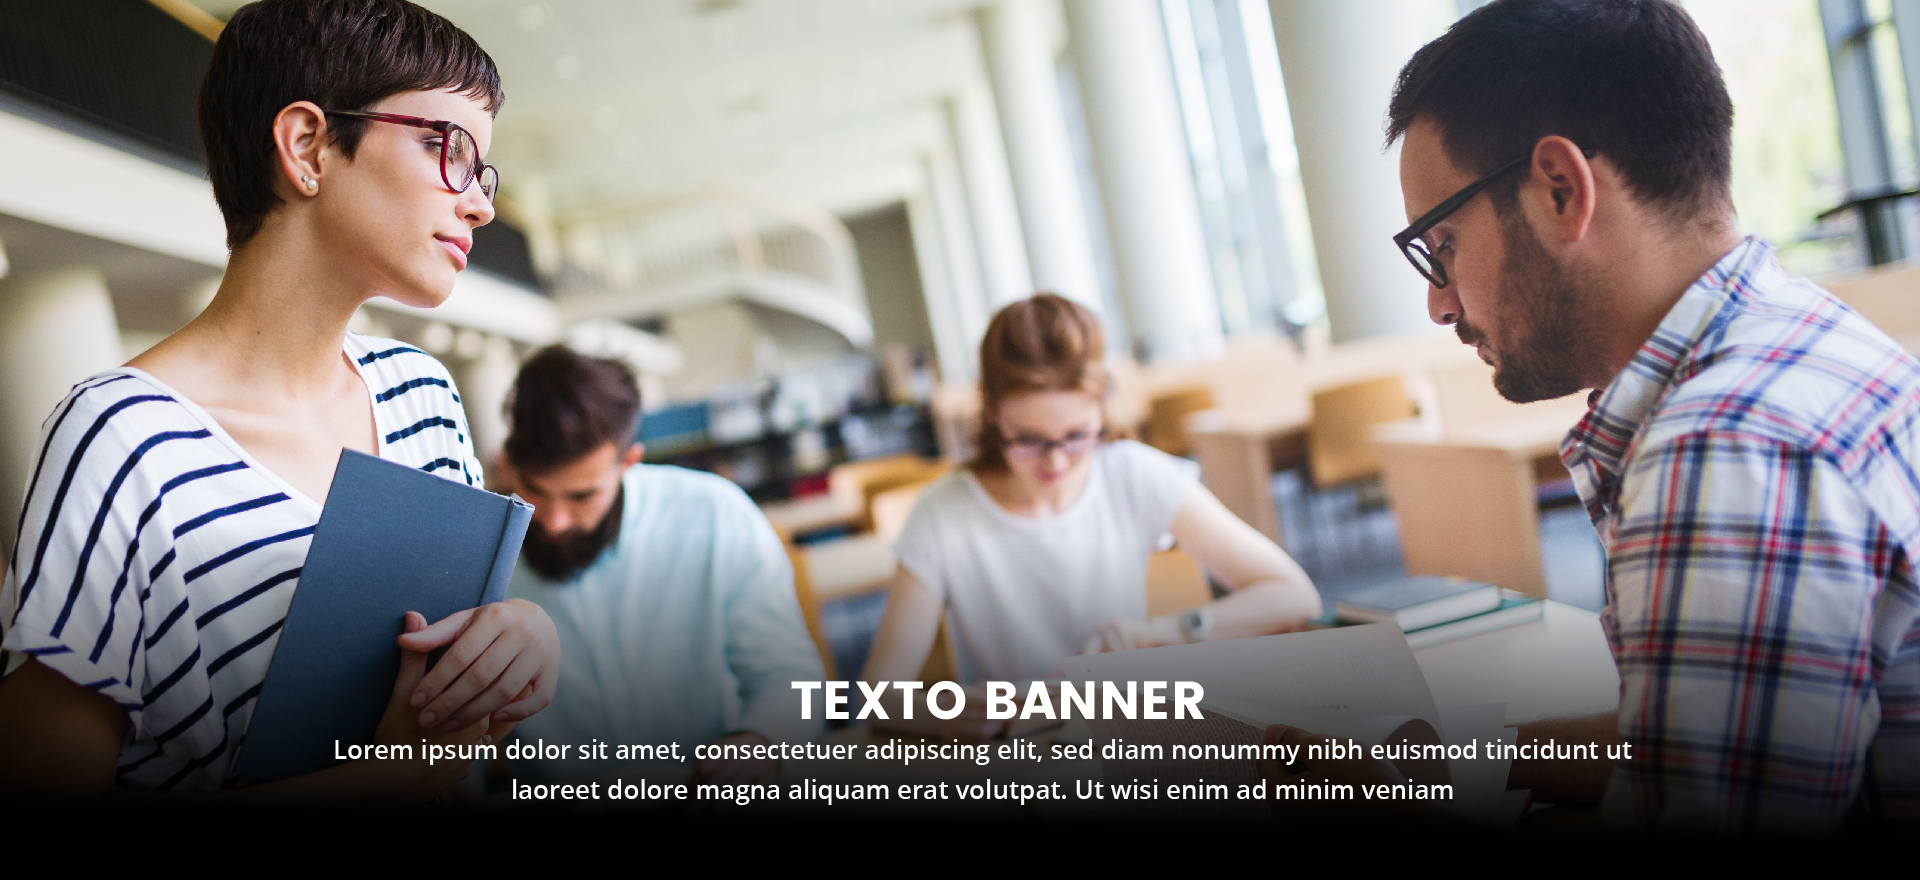 TEXTO BANNER
Lorem ipsum dolor sit amet, consectetuer adipiscing elit, sed diam nonummy nibh euismod tincidunt ut
laoreet dolore magna aliquam erat volutpat. Ut wisi enim ad minim veniam